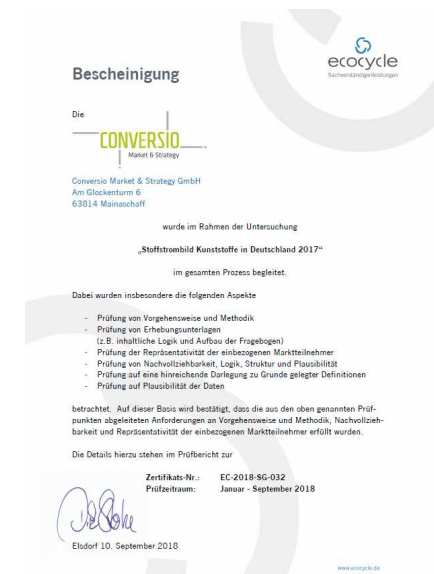 ecocycle
Sachverständigenleistungen
Bescheinigung
Die
CONVERSIO
Market & Strategy
Conversio Market & Strategy GmbH
Am Glockenturm 6
63814 Mainaschaff
wurde im Rahmen der Untersuchung
„Stoffstrombild Kunststoffe in Deutschland 2017“
im gesamten Prozess begleitet.
Dabei wurden insbesondere die folgenden Aspekte
- Prüfung von Vorgehensweise und Methodik
- Prüfung von Erhebungsunterlagen
(z.B. inhaltliche Logik und Aufbau der Fragebogen)
- Prüfung der Repräsentativität der einbezogenen Marktteilnehmer
- Prüfung von Nachvollziehbarkeit, Logik, Struktur und Plausibilität
- Prüfung auf eine hinreichende Darlegung zu Grunde gelegter Definitionen
- Prüfung auf Plausibilität der Daten
betrachtet. Auf dieser Basis wird bestätigt, dass die aus den oben genannten Prüf-
punkten abgeleiteten Anforderungen an Vorgehensweise und Methodik, Nachvollzieh-
barkeit und Repräsentativität der einbezogenen Marktteilnehmer erfüllt wurden.
Die Details hierzu stehen im Prüfbericht zur
Zertifikats-Nr.: EC-2018-SG-032
Prüfzeitraum: Januar - September 2018
Elsdorf 10. September 2018
www.ecocycle.de